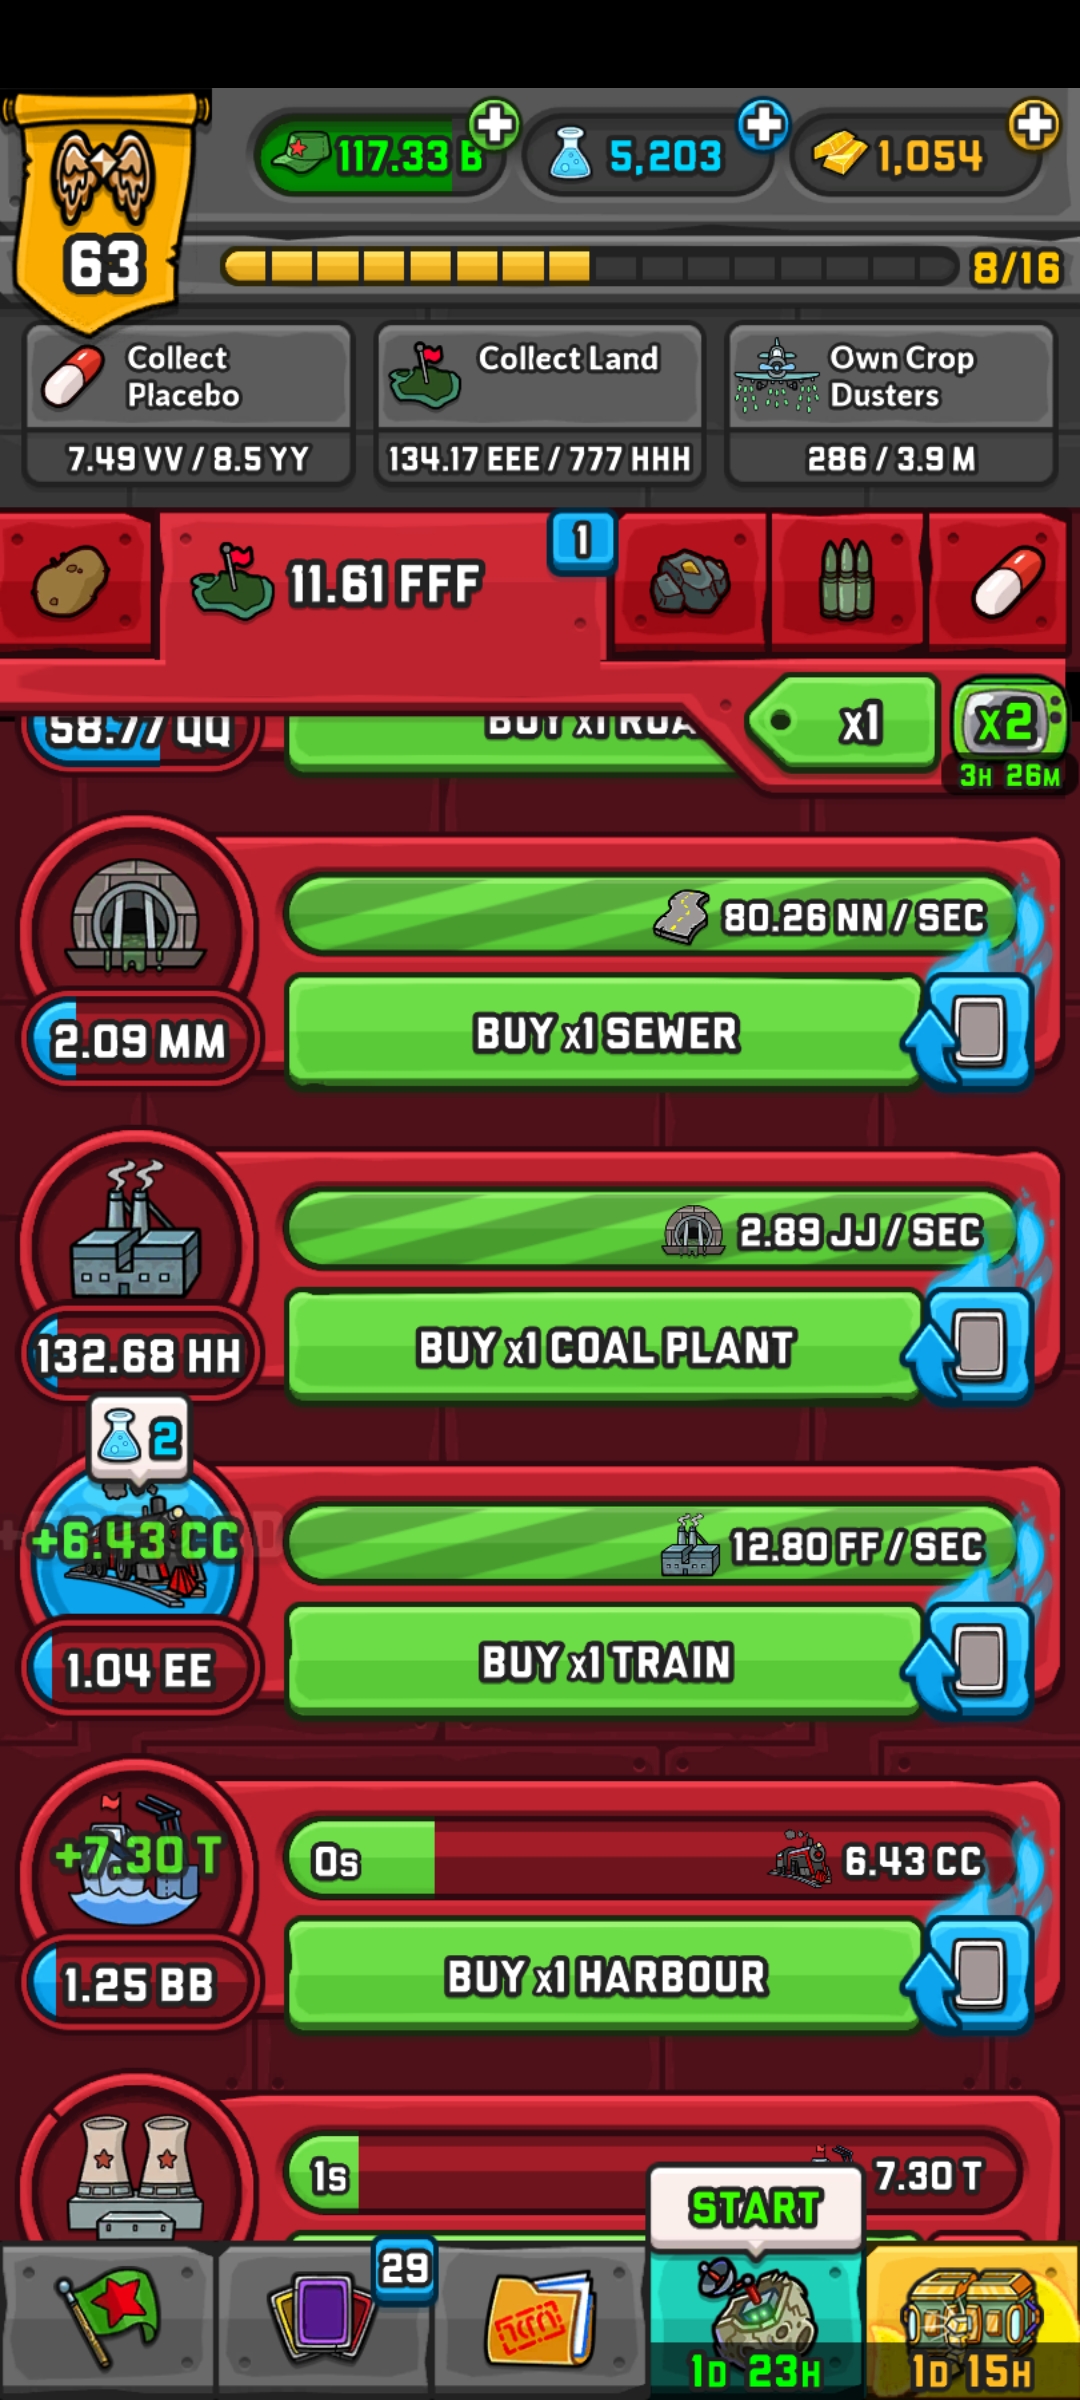 117.33 B
5,203
1,054
63
8/16
Collect
Placebo
7.49 VV / 8.5 YY
Collect Land
134.17 EEE / 777 HHH
Own Crop
Dusters
286 / 3.9 M
11.61 FFF
1
x1
x2
3H 26M
58.77 QQ
BUY x1
80.26 NN / SEC
2.09 MM
BUY x1 SEWER
2.89 JJ / SEC
132.68 HH
BUY x1 COAL PLANT
2
+6.43 CC
12.80 FF / SEC
1.04 EE
BUY x1 TRAIN
+7.30 T
0s
6.43 CC
1.25 BB
BUY x1 HARBOUR
1s
7.30 T
START
29
1D 23H
1D 15H